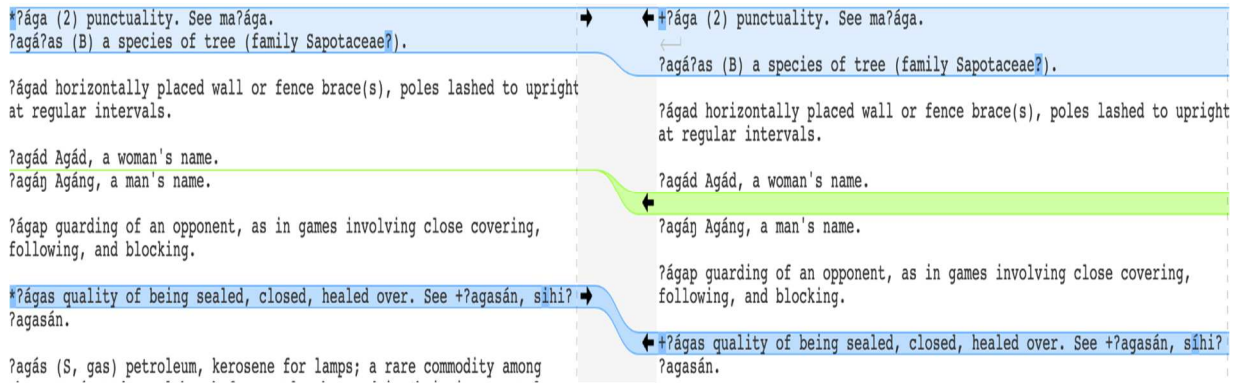 *?ága (2) punctuality. See ma?ága.
?agá?as (B) a species of tree (family Sapotaceae?).
?ágad horizontally placed wall or fence brace(s), poles lashed to upright
at regular intervals.
?agád Agád, a woman's name.
?agáŋ Agáng, a man's name.
?ágap guarding of an opponent, as in games involving close covering,
following, and blocking.
*?ágas quality of being sealed, closed, healed over. See +?agasán, sihi?
?agasán.
?agás (S, gas) petroleum, kerosene for lamps; a rare commodity among
+?ága (2) punctuality. See ma?ága.
?agá?as (B) a species of tree (family Sapotaceae?).
?ágad horizontally placed wall or fence brace(s), poles lashed to upright
at regular intervals.
?agád Agád, a woman's name.
?agáŋ Agáng, a man's name.
?ágap guarding of an opponent, as in games involving close covering,
following, and blocking.
+?ágas quality of being sealed, closed, healed over. See +?agasán, síhi?
?agasán.